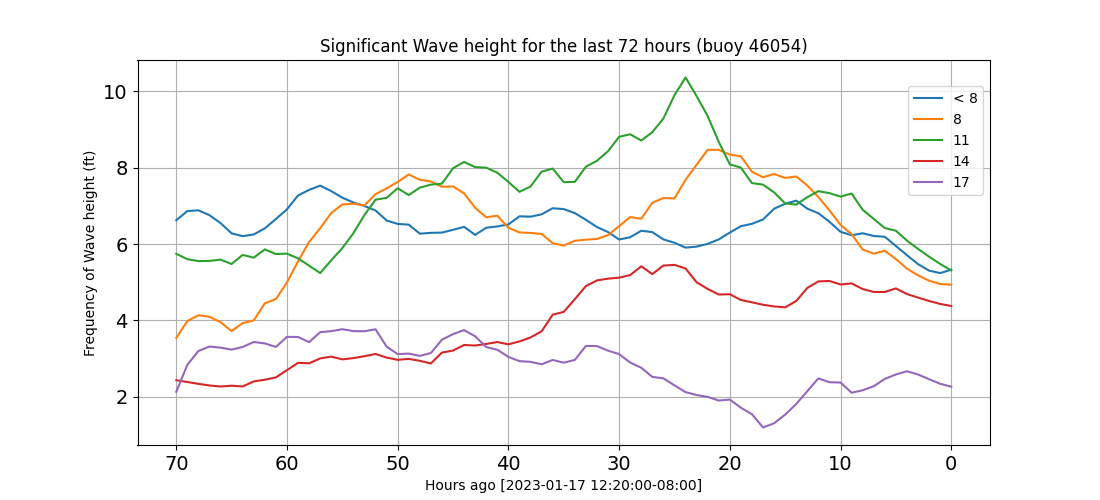 Significant Wave height for the last 72 hours (buoy 46054)
Frequency of Wave height (ft)
10
8
6
4
2
< 8
8
11
14
17
70 60 50 40 30 20 10 0
Hours ago [2023-01-17 12:20:00-08:00]